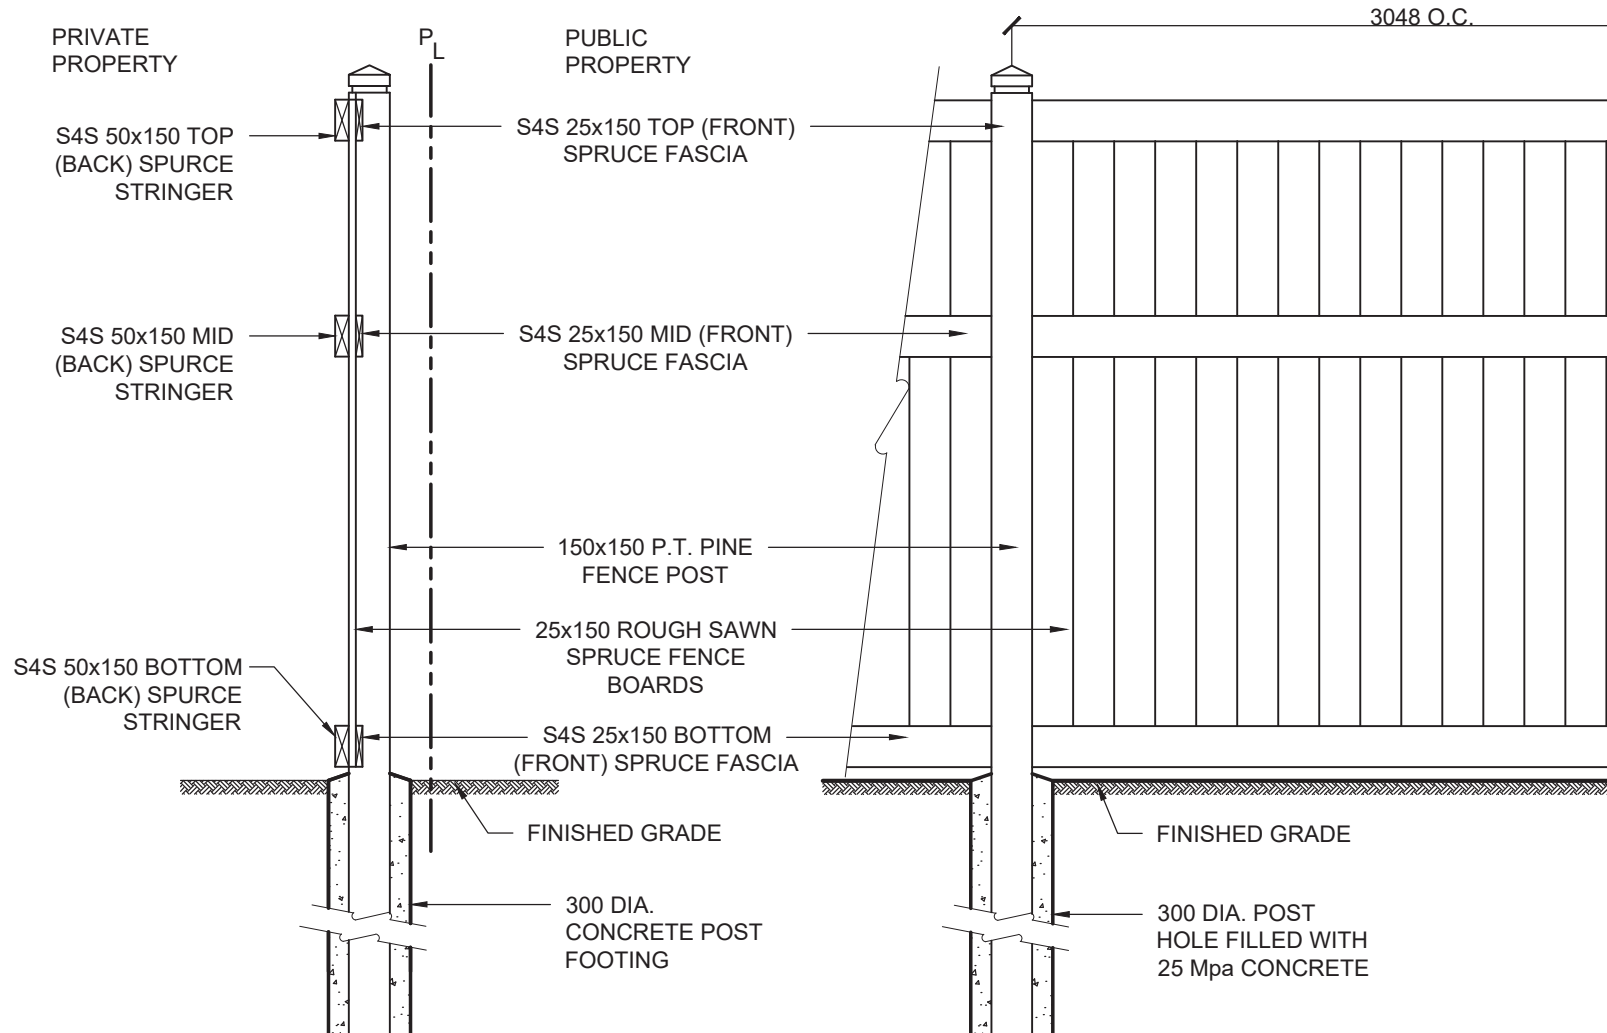 PRIVATE
PROPERTY
P
L
PUBLIC
PROPERTY
3048 O.C.
S4S 50x150 TOP
(BACK) SPURCE
STRINGER
S4S 25x150 TOP (FRONT)
SPRUCE FASCIA
S4S 50x150 MID
(BACK) SPURCE
STRINGER
S4S 25x150 MID (FRONT)
SPRUCE FASCIA
150x150 P.T. PINE
FENCE POST
25x150 ROUGH SAWN
SPRUCE FENCE
BOARDS
S4S 50x150 BOTTOM
(BACK) SPURCE
STRINGER
S4S 25x150 BOTTOM
(FRONT) SPRUCE FASCIA
FINISHED GRADE
FINISHED GRADE
300 DIA.
CONCRETE POST
FOOTING
300 DIA. POST
HOLE FILLED WITH
25 Mpa CONCRETE